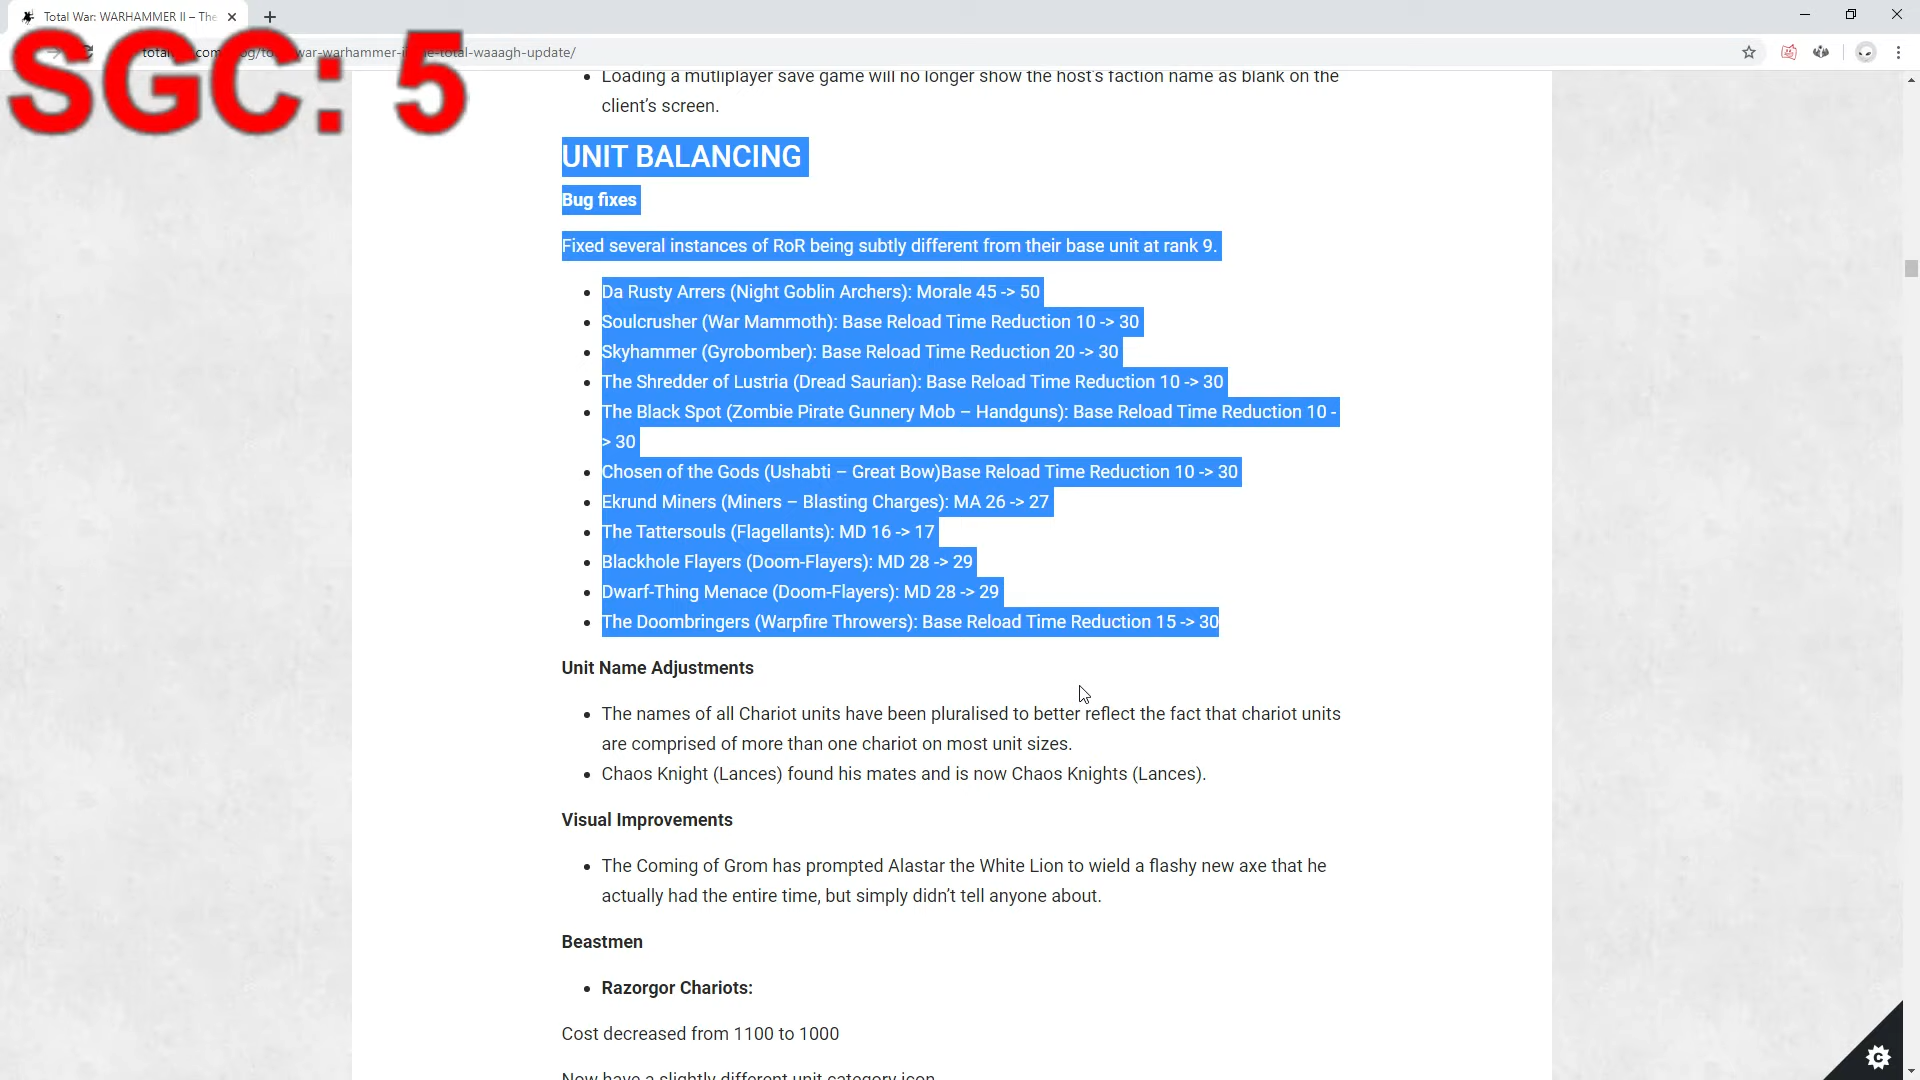 Total War: WARHAMMER II – The
SGC: 5
war-warhammer-i
-total-waaagh-update/
Loading a mutliplayer save game will no longer show the host's faction name as blank on the
client's screen.
UNIT BALANCING
Bug fixes
Fixed several instances of RoR being subtly different from their base unit at rank 9.
Da Rusty Arrers (Night Goblin Archers): Morale 45 -> 50
Soulcrusher (War Mammoth): Base Reload Time Reduction 10 -> 30
Skyhammer (Gyrobomber): Base Reload Time Reduction 20 -> 30
The Shredder of Lustria (Dread Saurian): Base Reload Time Reduction 10 -> 30
The Black Spot (Zombie Pirate Gunnery Mob – Handguns): Base Reload Time Reduction 10 -
> 30
Chosen of the Gods (Ushabti – Great Bow)Base Reload Time Reduction 10 -> 30
Ekrund Miners (Miners – Blasting Charges): MA 26 -> 27
The Tattersouls (Flagellants): MD 16 -> 17
Blackhole Flayers (Doom-Flayers): MD 28 -> 29
Dwarf-Thing Menace (Doom-Flayers): MD 28 -> 29
The Doombringers (Warpfire Throwers): Base Reload Time Reduction 15 -> 30
Unit Name Adjustments
The names of all Chariot units have been pluralised to better reflect the fact that chariot units
are comprised of more than one chariot on most unit sizes.
Chaos Knight (Lances) found his mates and is now Chaos Knights (Lances).
Visual Improvements
The Coming of Grom has prompted Alastar the White Lion to wield a flashy new axe that he
actually had the entire time, but simply didn't tell anyone about.
Beastmen
Razorgor Chariots:
Cost decreased from 1100 to 1000
Now have a slightly different unit category icon